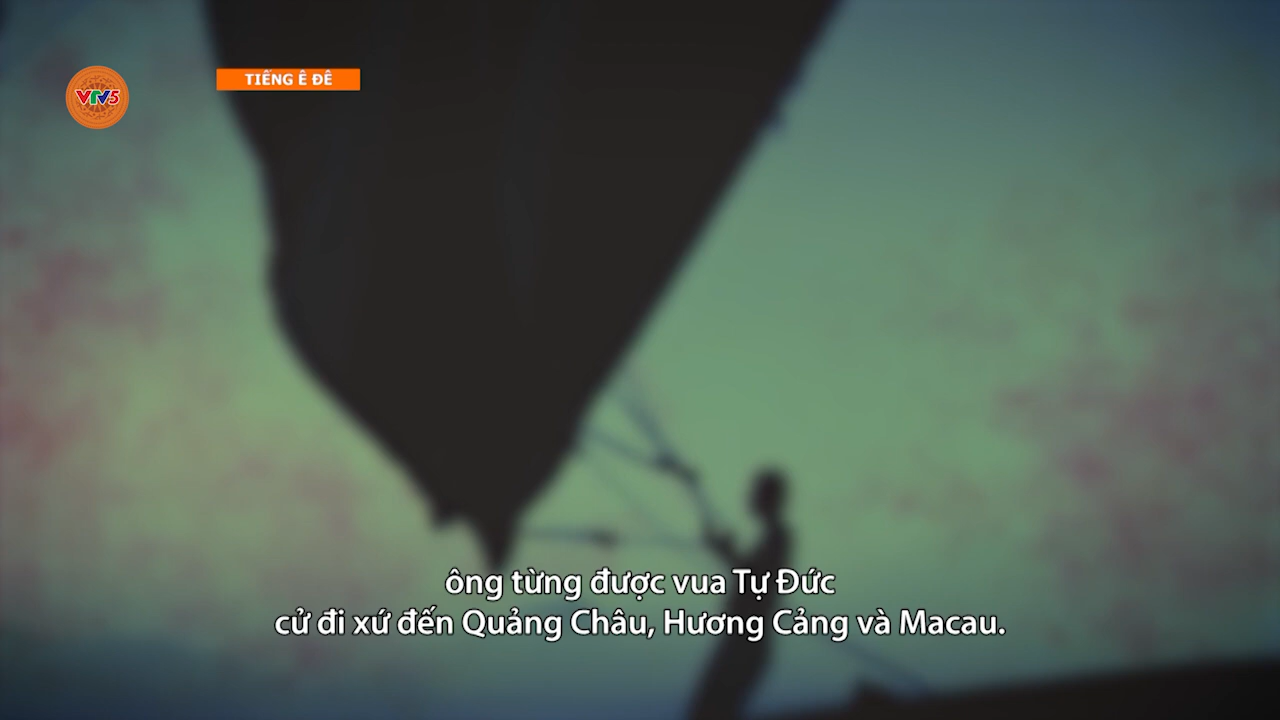 TIẾNG Ê ĐÊ
VTV5
ông từng được vua Tự Đức
cử đi xứ đến Quảng Châu, Hương Cảng và Macau.